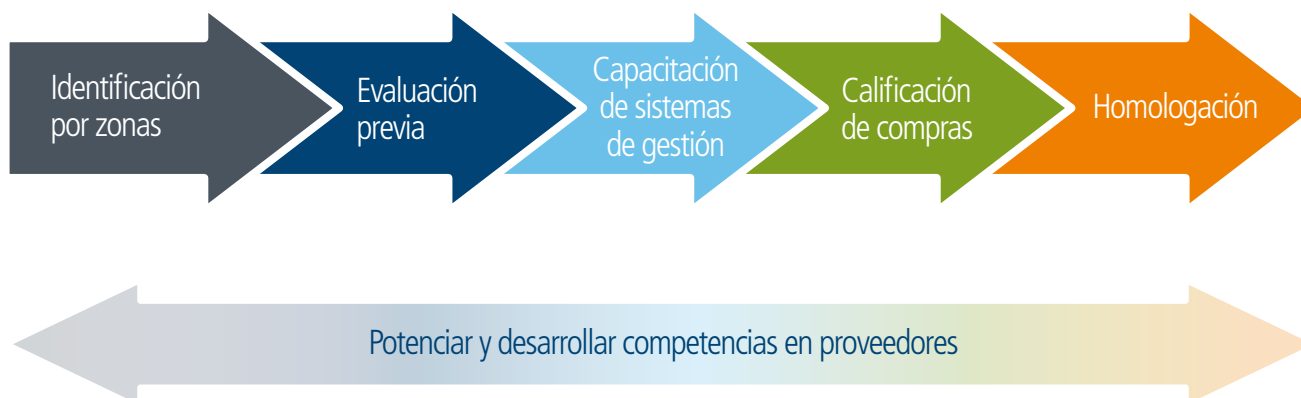 Identificación
por zonas
Evaluación
previa
Capacitación
de sistemas
de gestión
Calificación
de compras
Homologación
Potenciar y desarrollar competencias en proveedores